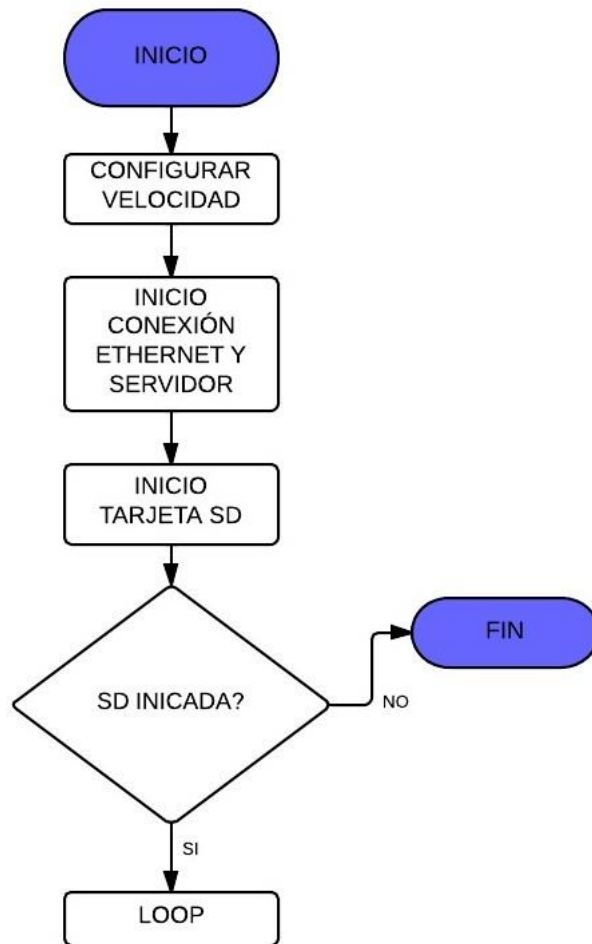 INICIO
CONFIGURAR
VELOCIDAD
INICIO
CONEXIÓN
ETHERNET Y
SERVIDOR
INICIO
TARJETA SD
SD INICADA?
NO
FIN
SI
LOOP